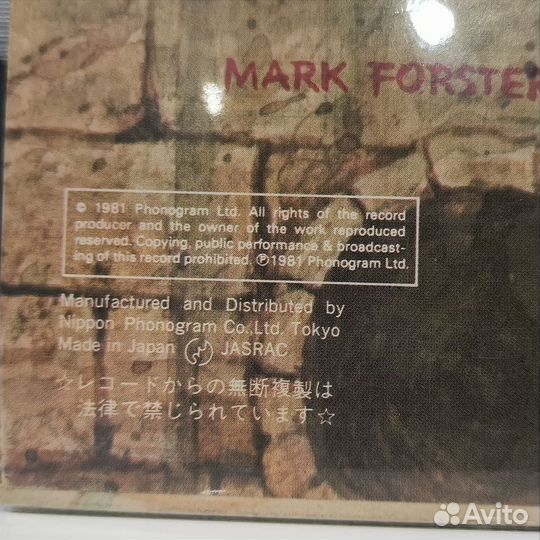 MARK FORSTER
© 1981 Phonogram Ltd. All rights of the record
producer and the owner of the work reproduced
reserved. Copying, public performance & broadcast-
ing of this record prohibited. ℗1981 Phonogram Ltd.
Manufactured and Distributed by
Nippon Phonogram Co.,Ltd. Tokyo
Made in Japan JASRAC
☆レコードからの無断複製は
法律で禁じられています☆
Avito